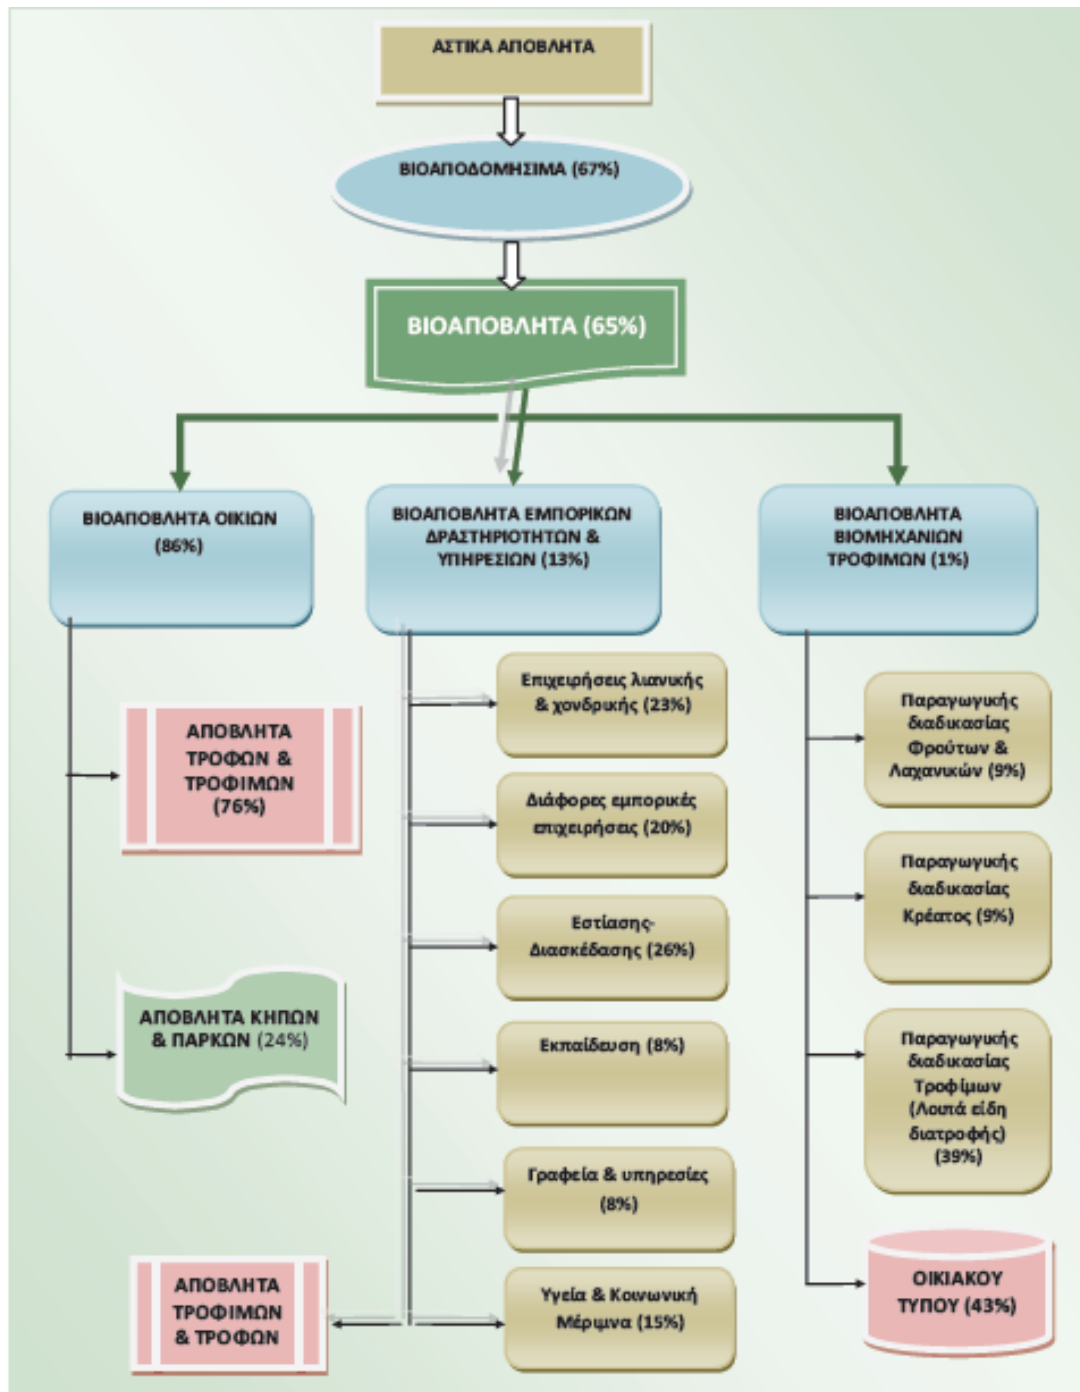 ΑΣΤΙΚΑ ΑΠΟΒΛΗΤΑ
ΒΙΟΑΠΟΔΟΜΗΣΙΜΑ (67%)
ΒΙΟΑΠΟΒΛΗΤΑ (65%)
ΒΙΟΑΠΟΒΛΗΤΑ ΟΙΚΙΩΝ
(86%)
ΑΠΟΒΛΗΤΑ
ΤΡΟΦΩΝ &
ΤΡΟΦΙΜΩΝ
(76%)
ΑΠΟΒΛΗΤΑ ΚΗΠΩΝ
& ΠΑΡΚΩΝ (24%)
ΒΙΟΑΠΟΒΛΗΤΑ ΕΜΠΟΡΙΚΩΝ
ΔΡΑΣΤΗΡΙΟΤΗΤΩΝ &
ΥΠΗΡΕΣΙΩΝ (13%)
Επιχειρήσεις λιανικής
& χονδρικής (23%)
Διάφορες εμπορικές
επιχειρήσεις (20%)
Εστίασης-
Διασκέδασης (26%)
Εκπαίδευση (8%)
Γραφεία & υπηρεσίες
(8%)
Υγεία & Κοινωνική
Μέριμνα (15%)
ΑΠΟΒΛΗΤΑ
ΤΡΟΦΙΜΩΝ
& ΤΡΟΦΩΝ
ΒΙΟΑΠΟΒΛΗΤΑ
ΒΙΟΜΗΧΑΝΙΩΝ
ΤΡΟΦΙΜΩΝ (1%)
Παραγωγικής
διαδικασίας
Φρούτων &
Λαχανικών (9%)
Παραγωγικής
διαδικασίας
Κρέατος (9%)
Παραγωγικής
διαδικασίας
Τροφίμων
(Λοιπά είδη
διατροφής)
(39%)
ΟΙΚΙΑΚΟΥ
ΤΥΠΟΥ (43%)